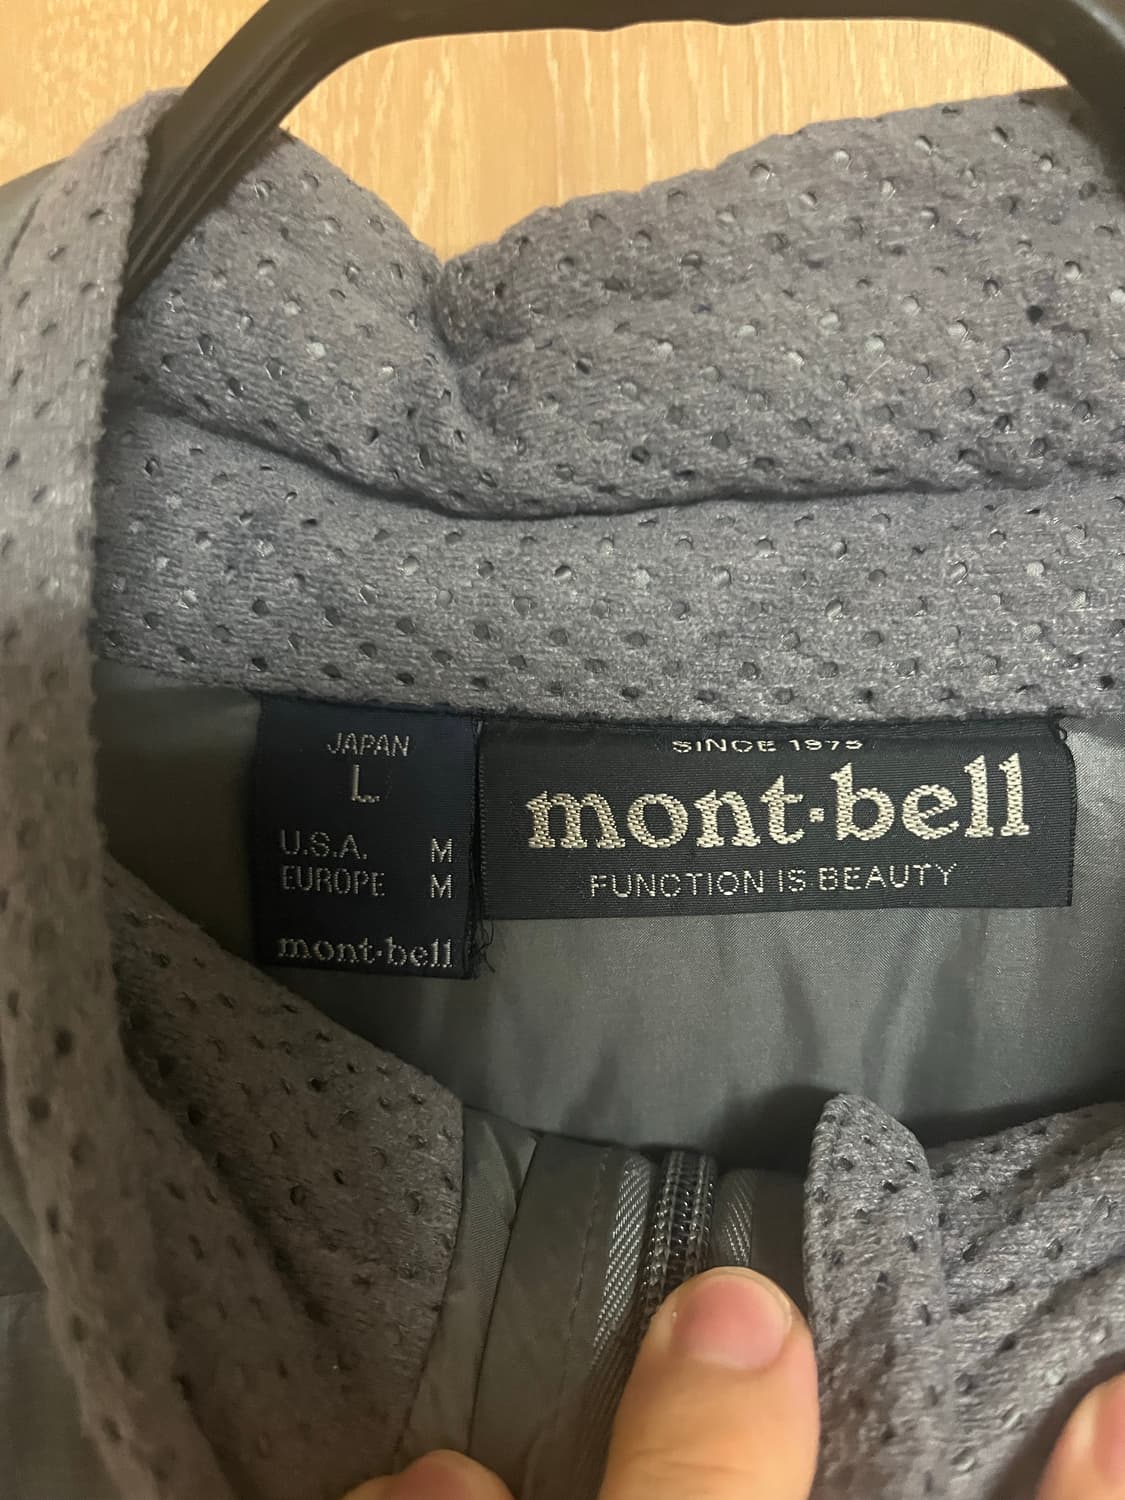 JAPAN
L
U.S.A. M
EUROPE M
mont-bell
SINCE 1975
mont-bell
FUNCTION IS BEAUTY